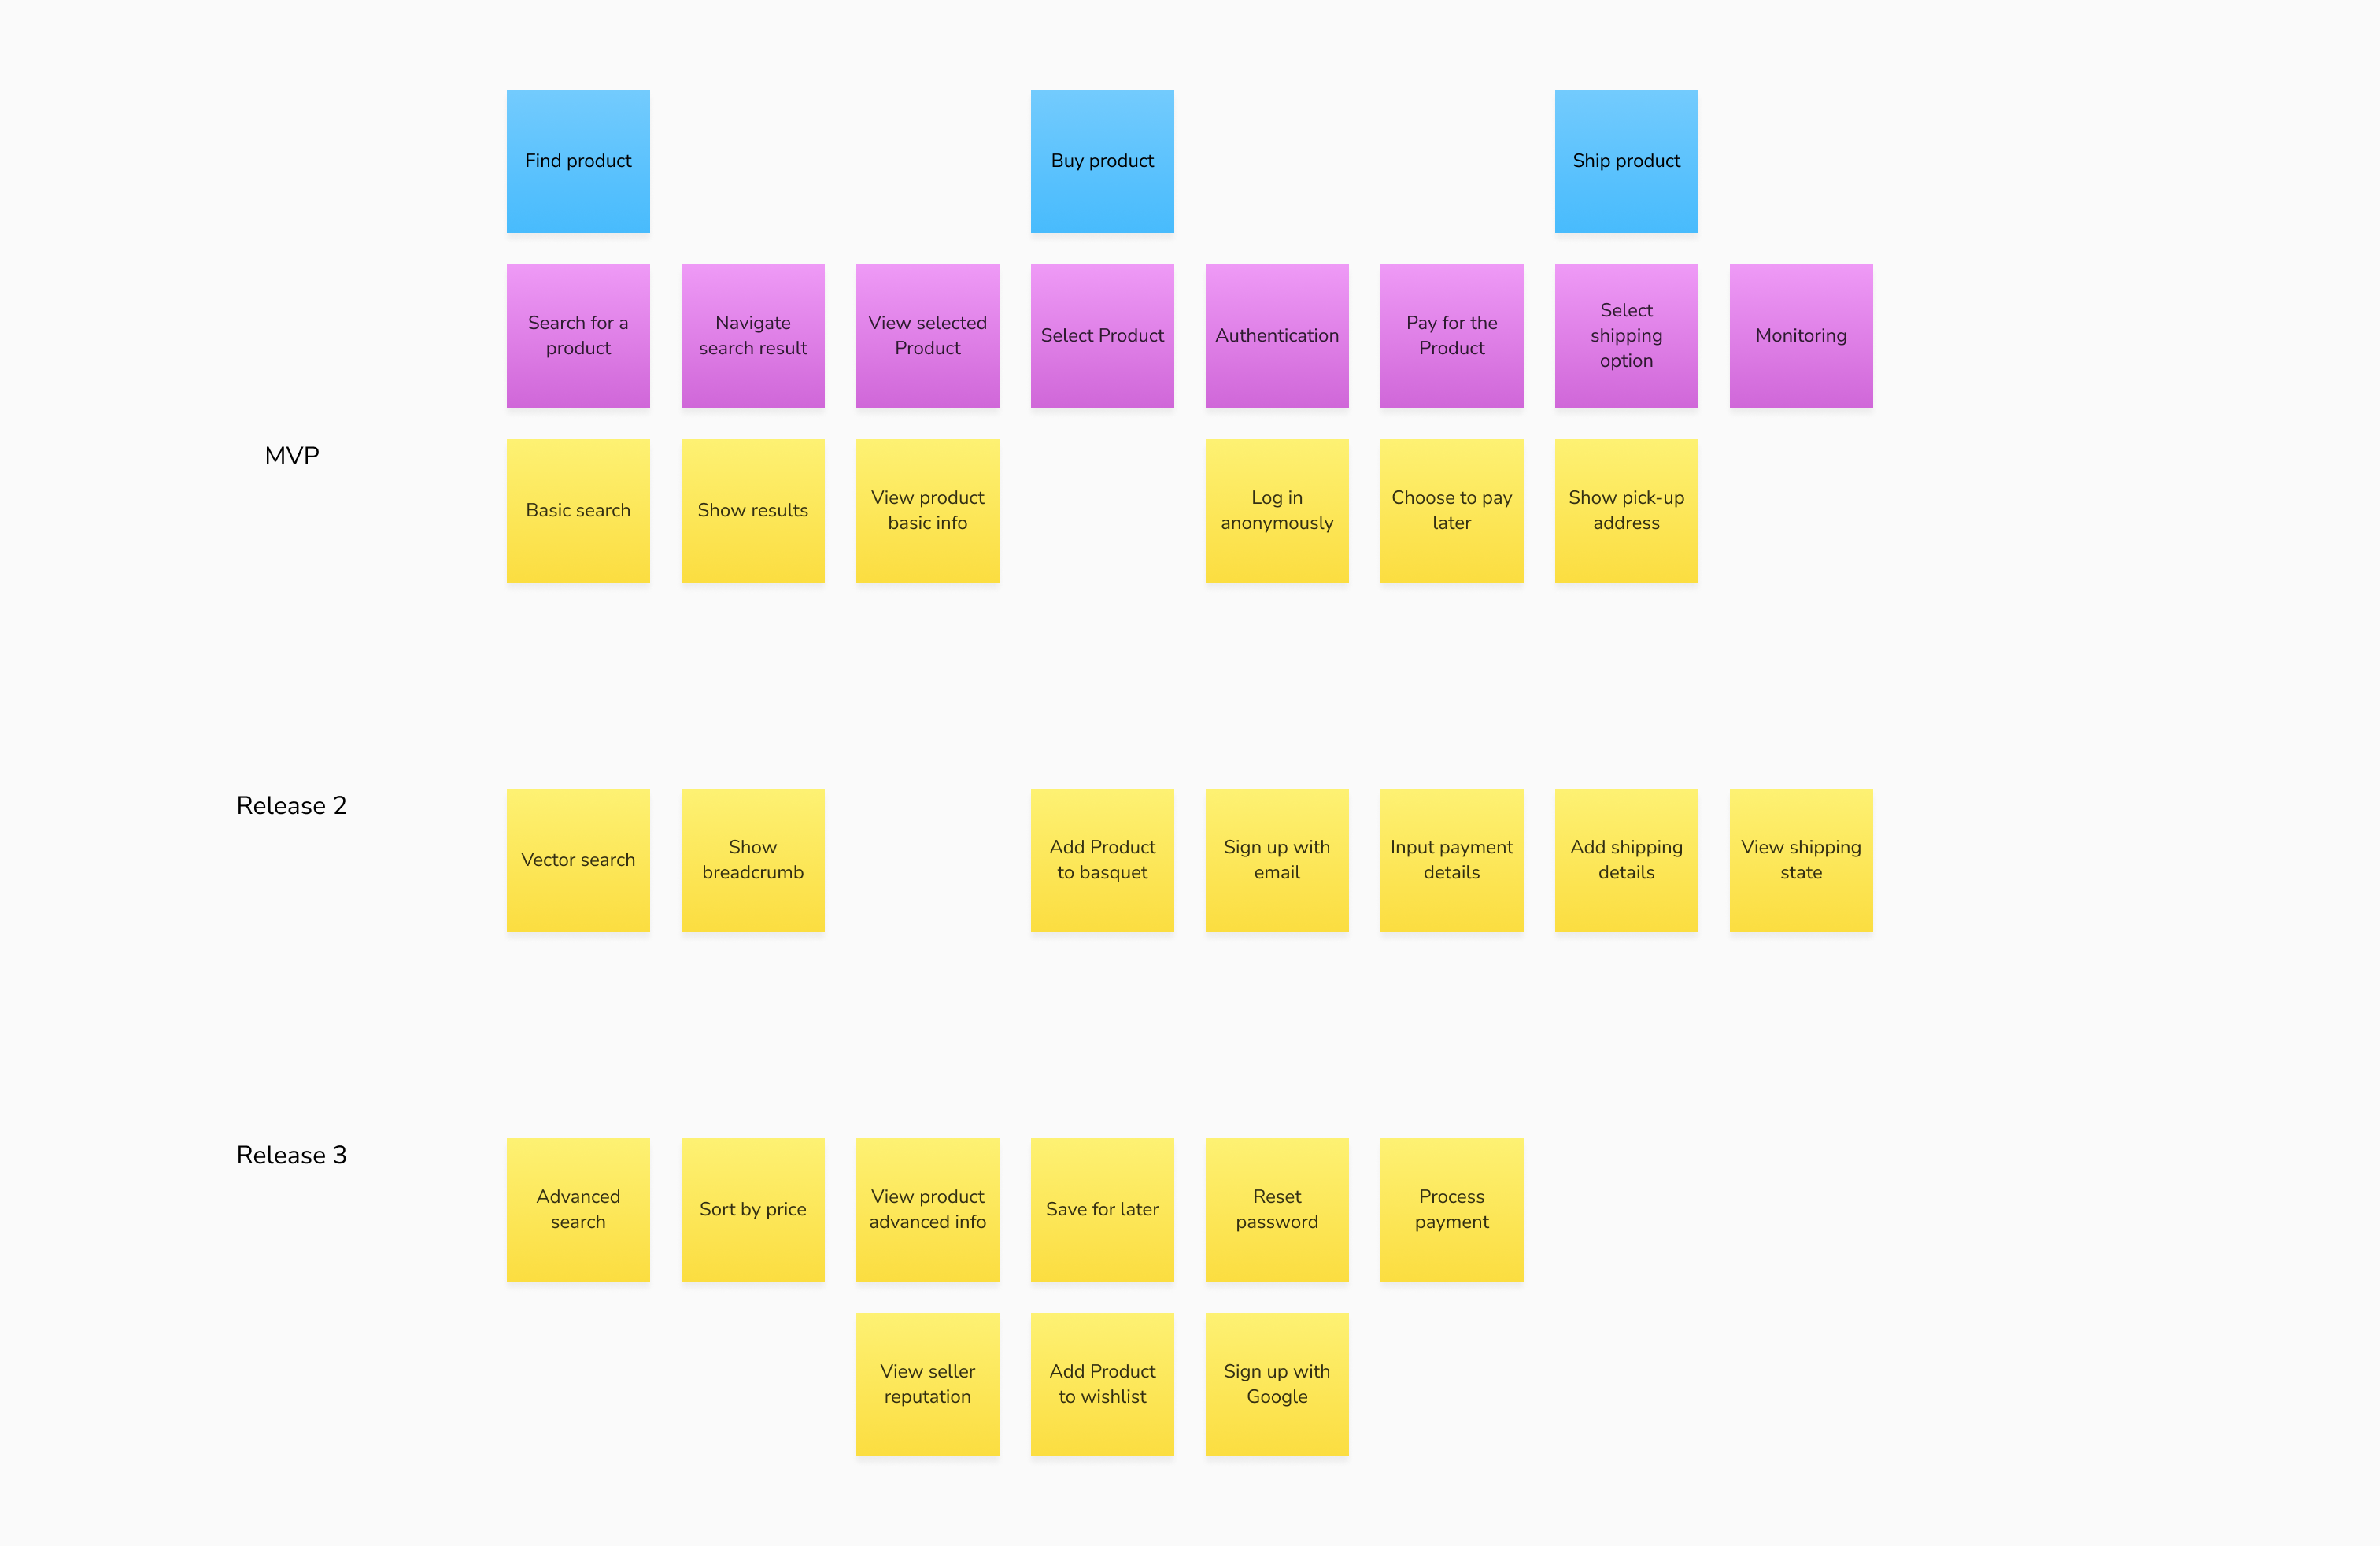 Find product
Buy product
Ship product
Search for a
product
Navigate
search result
View selected
Product
Select Product
Authentication
Pay for the
Product
Select
shipping
option
Monitoring
MVP
Basic search
Show results
View product
basic info
Log in
anonymously
Choose to pay
later
Show pick-up
address
Release 2
Vector search
Show
breadcrumb
Add Product
to basquet
Sign up with
email
Input payment
details
Add shipping
details
View shipping
state
Release 3
Advanced
search
Sort by price
View product
advanced info
Save for later
Reset
password
Process
payment
View seller
reputation
Add Product
to wishlist
Sign up with
Google